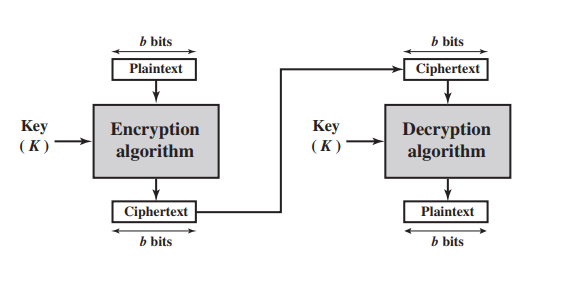 b bits
Plaintext
Key
( K )
Encryption
algorithm
Ciphertext
b bits
b bits
Ciphertext
Key
( K )
Decryption
algorithm
Plaintext
b bits